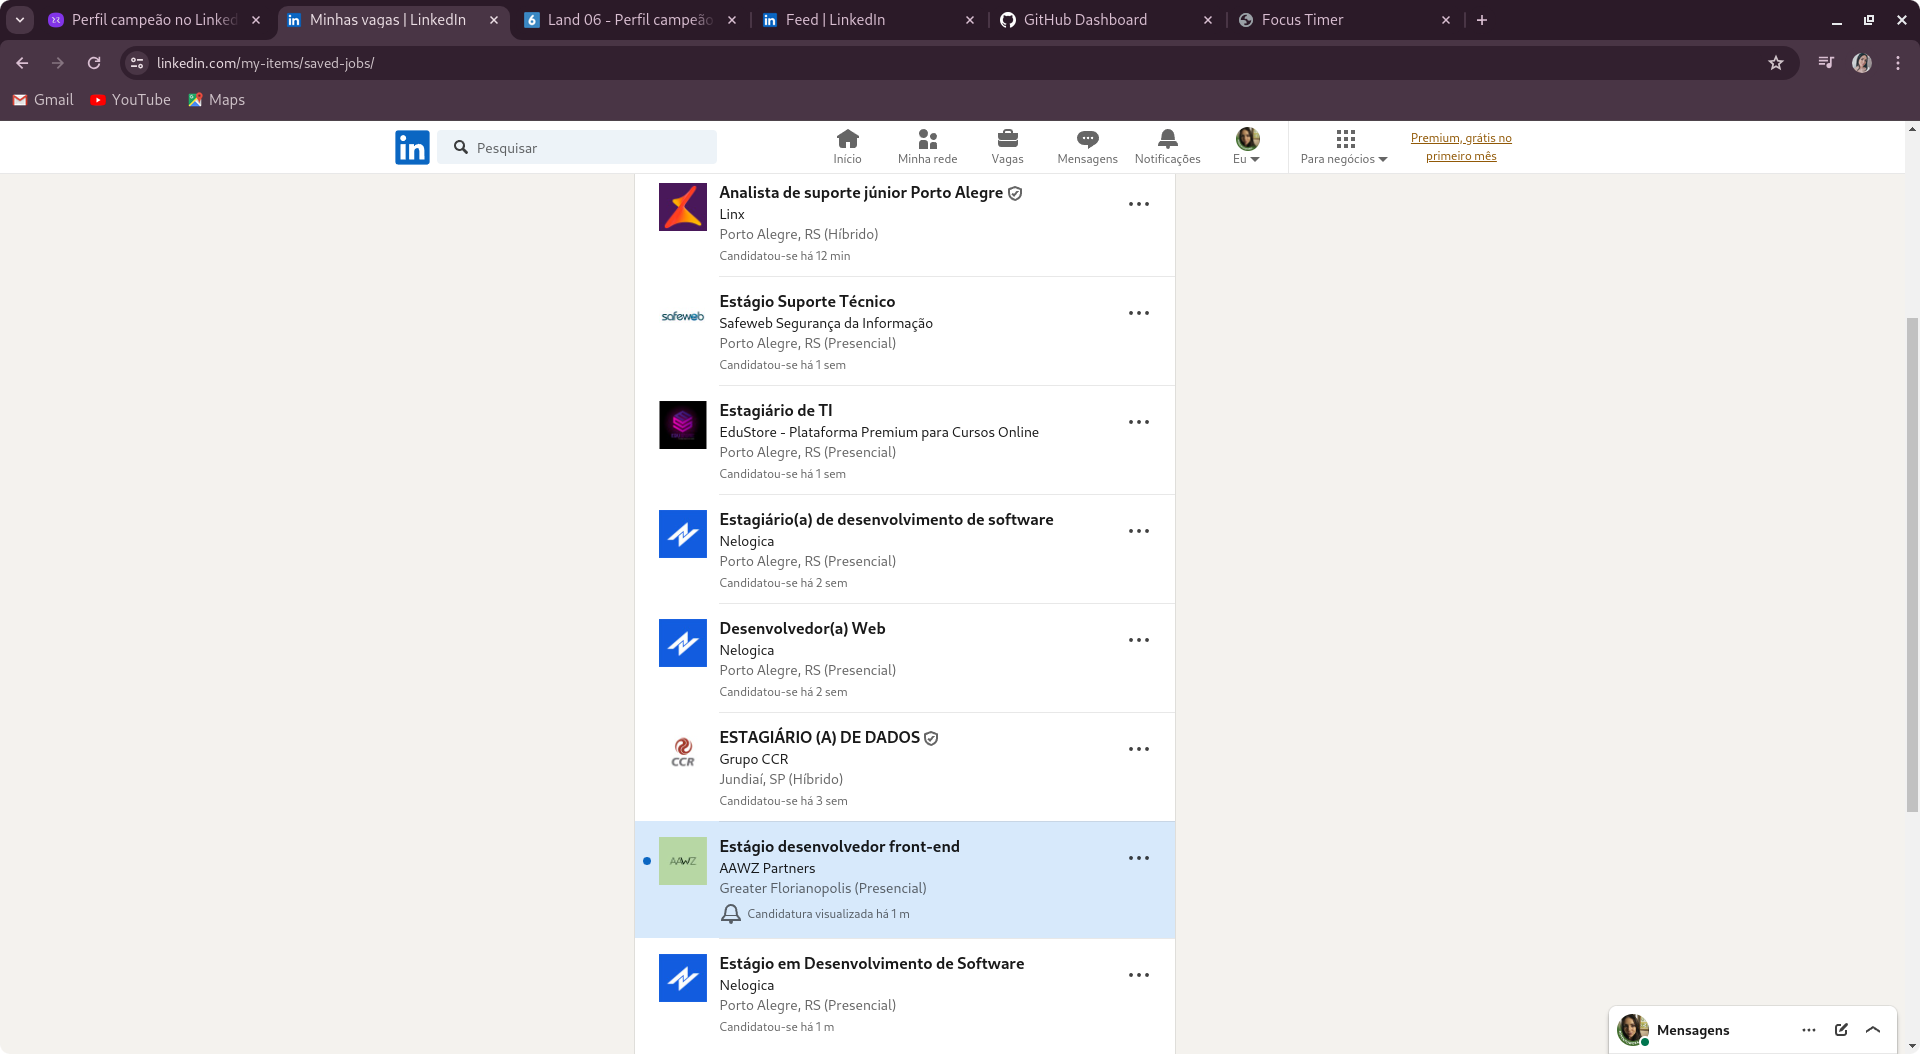 Perfil campeão no Linked
Minhas vagas | LinkedIn
Land 06 - Perfil campeão
Feed | LinkedIn
GitHub Dashboard
Focus Timer
linkedin.com/my-items/saved-jobs/
Gmail
YouTube
Maps
in
Pesquisar
Início
Minha rede
Vagas
Mensagens
Notificações
Eu
Para negócios
Premium, grátis no
primeiro mês
Analista de suporte júnior Porto Alegre
Linx
Porto Alegre, RS (Híbrido)
Candidatou-se há 12 min
safeweb
Estágio Suporte Técnico
Safeweb Segurança da Informação
Porto Alegre, RS (Presencial)
Candidatou-se há 1 sem
Estagiário de TI
EduStore - Plataforma Premium para Cursos Online
Porto Alegre, RS (Presencial)
Candidatou-se há 1 sem
Estagiário(a) de desenvolvimento de software
Nelogica
Porto Alegre, RS (Presencial)
Candidatou-se há 2 sem
Desenvolvedor(a) Web
Nelogica
Porto Alegre, RS (Presencial)
Candidatou-se há 2 sem
CCR
ESTAGIÁRIO (A) DE DADOS
Grupo CCR
Jundiaí, SP (Híbrido)
Candidatou-se há 3 sem
AAWZ
Estágio desenvolvedor front-end
AAWZ Partners
Greater Florianopolis (Presencial)
Candidatura visualizada há 1 m
Estágio em Desenvolvimento de Software
Nelogica
Porto Alegre, RS (Presencial)
Candidatou-se há 1 m
Mensagens